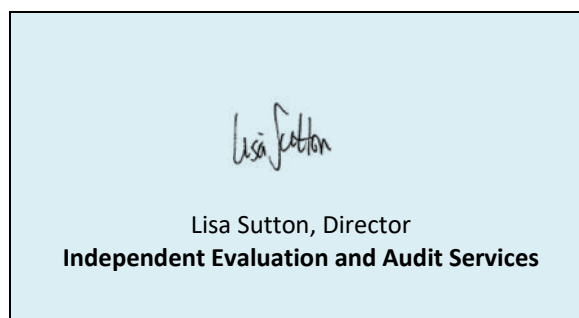 Lisa Sutton
Lisa Sutton, Director
Independent Evaluation and Audit Services